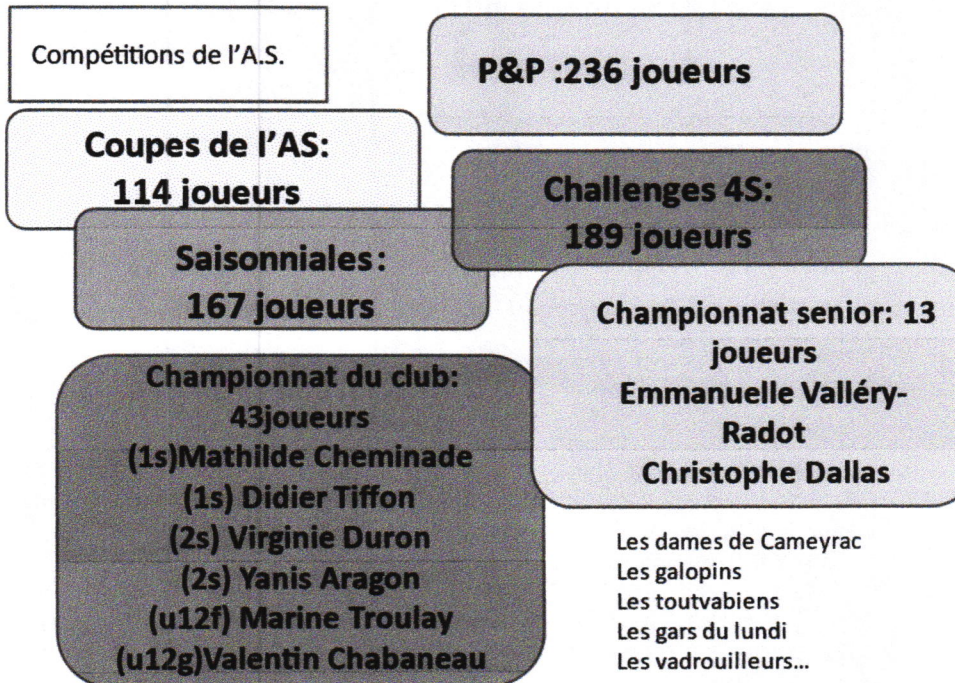 Compétitions de l'A.S.
P&P :236 joueurs
Coupes de l'AS:
114 joueurs
Challenges 4S:
189 joueurs
Saisonniales:
167 joueurs
Championnat senior: 13
joueurs
Emmanuelle Valléry-
Radot
Christophe Dallas
Championnat du club:
43joueurs
(1s)Mathilde Cheminade
(1s) Didier Tiffon
(2s) Virginie Duron
(2s) Yanis Aragon
(u12f) Marine Troulay
(u12g)Valentin Chabaneau
Les dames de Cameyrac
Les galopins
Les toutvabiens
Les gars du lundi
Les vadrouilleurs...